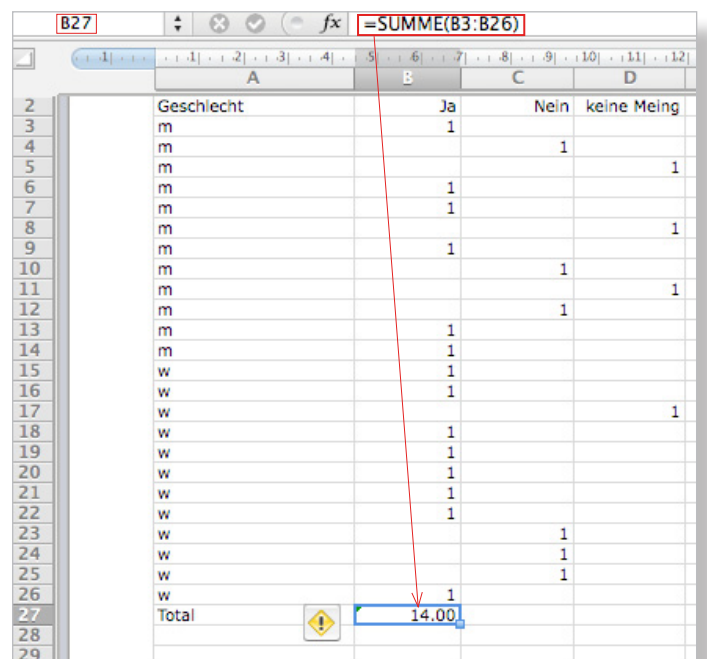 B27 fx =SUMME(B3:B26)
1 1 2 3 4 5 6 7 8 9 10 11 12
A B C D
2 Geschlecht Ja Nein keine Meing
3 m 1
4 m 1
5 m 1
6 m 1
7 m 1
8 m 1
9 m 1
10 m 1
11 m 1
12 m 1
13 m 1
14 m 1
15 w 1
16 w 1
17 w 1
18 w 1
19 w 1
20 w 1
21 w 1
22 w 1
23 w 1
24 w 1
25 w 1
26 w 1
27 Total 14.00
28
29